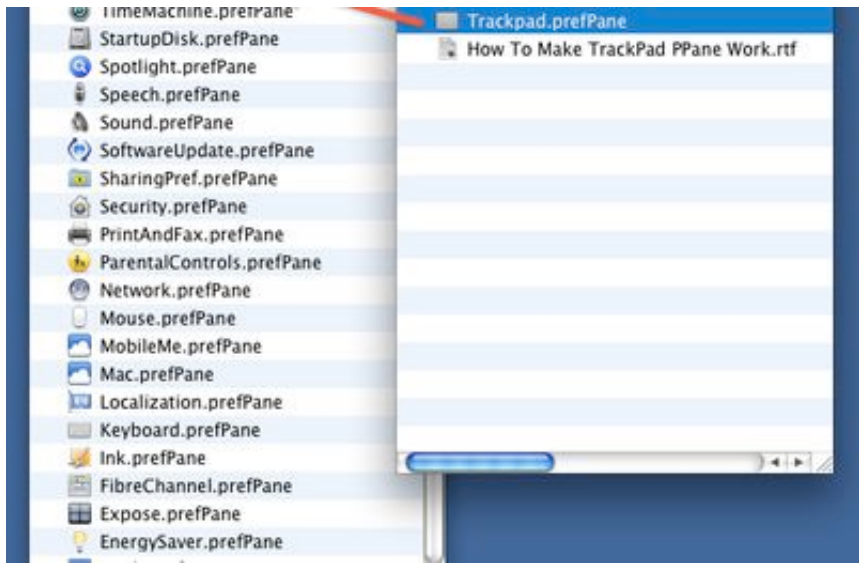 TimeMachine.prefPane
StartupDisk.prefPane
Spotlight.prefPane
Speech.prefPane
Sound.prefPane
SoftwareUpdate.prefPane
SharingPref.prefPane
Security.prefPane
PrintAndFax.prefPane
ParentalControls.prefPane
Network.prefPane
Mouse.prefPane
MobileMe.prefPane
Mac.prefPane
Localization.prefPane
Keyboard.prefPane
Ink.prefPane
FibreChannel.prefPane
Expose.prefPane
EnergySaver.prefPane
Trackpad.prefPane
How To Make TrackPad PPane Work.rtf